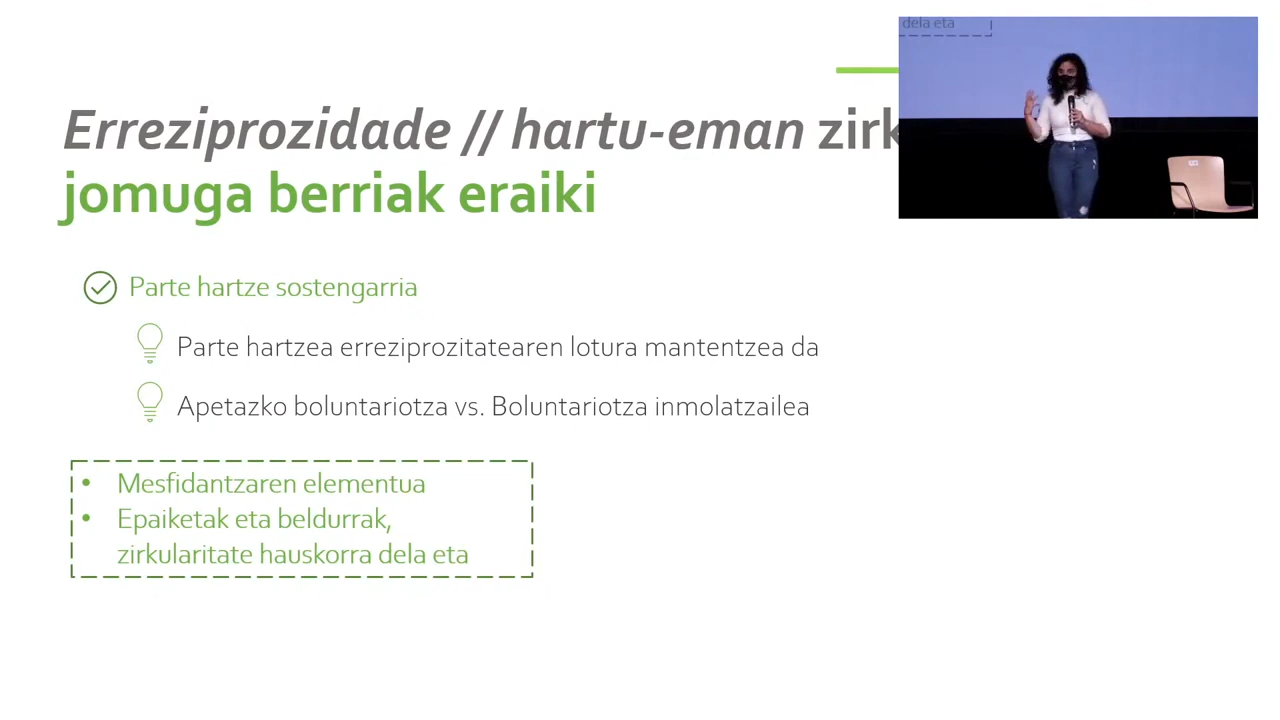 Erreziprozidade // hartu-eman
jomuga berriak eraiki
Parte hartze sostengarria
Parte hartzea erreziprozitatearen lotura mantentzea da
Apetazko boluntariotza vs. Boluntariotza inmolatzailea
• Mesfidantzaren elementua
• Epaiketak eta beldurrak,
zirkularitate hauskorra dela eta
dela eta